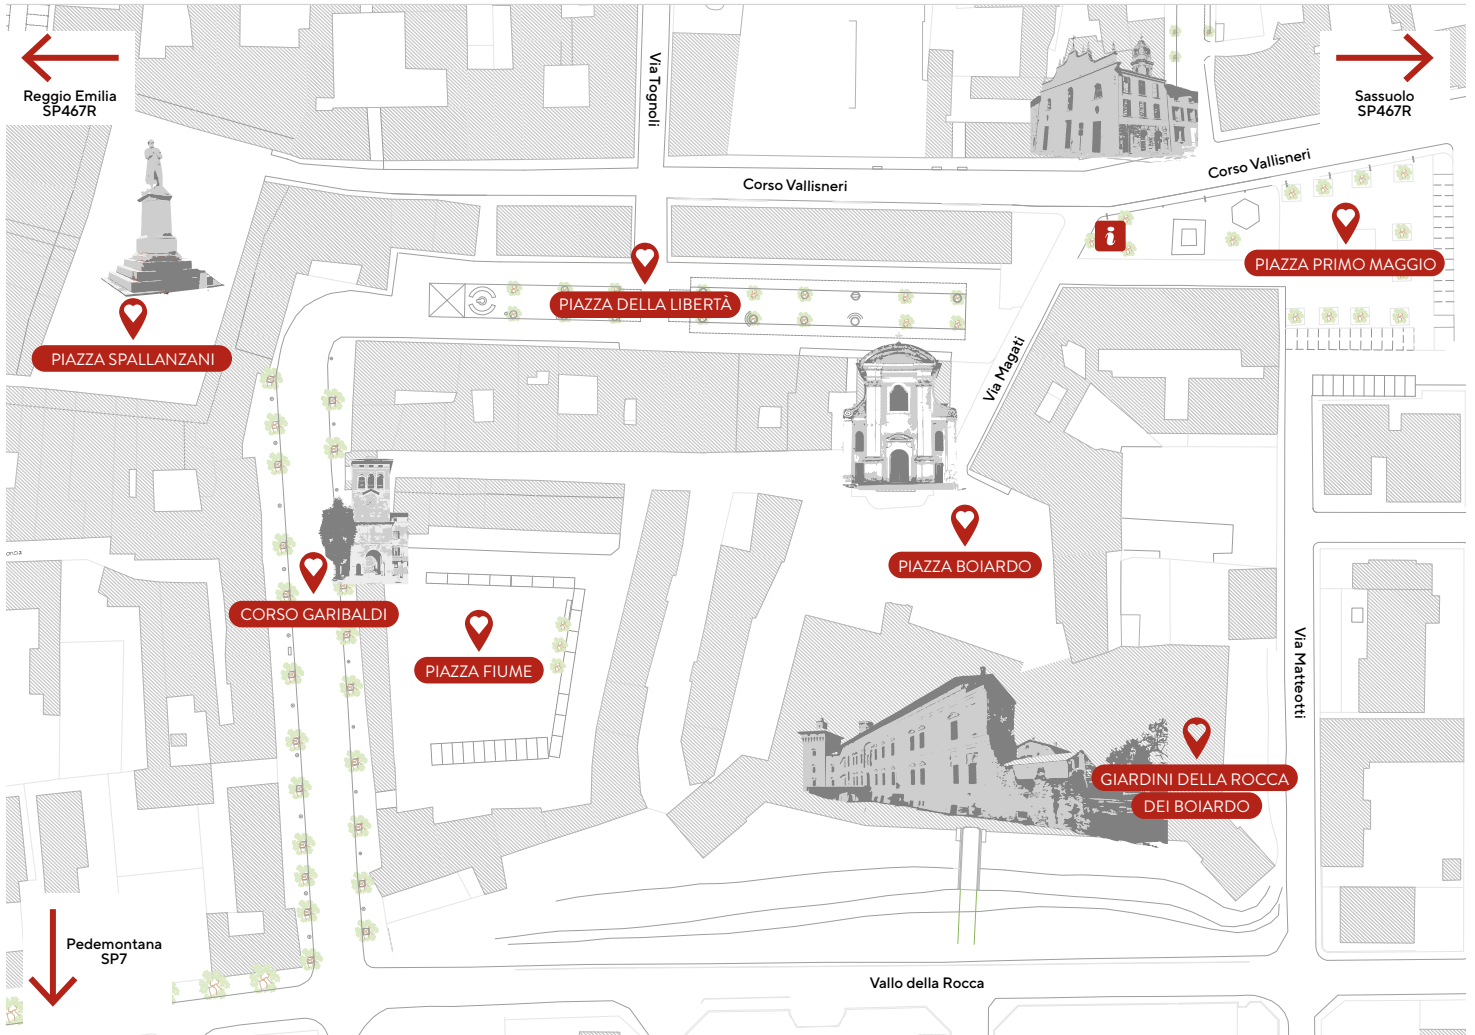 Reggio Emilia
SP467R
Via Tognoli
Sassuolo
SP467R
Corso Vallisneri
Corso Vallisneri
i
PIAZZA PRIMO MAGGIO
PIAZZA DELLA LIBERTÀ
PIAZZA SPALLANZANI
Via Magati
PIAZZA BOIARDO
CORSO GARIBALDI
PIAZZA FIUME
Via Matteotti
GIARDINI DELLA ROCCA
DEI BOIARDO
Pedemontana
SP7
Vallo della Rocca